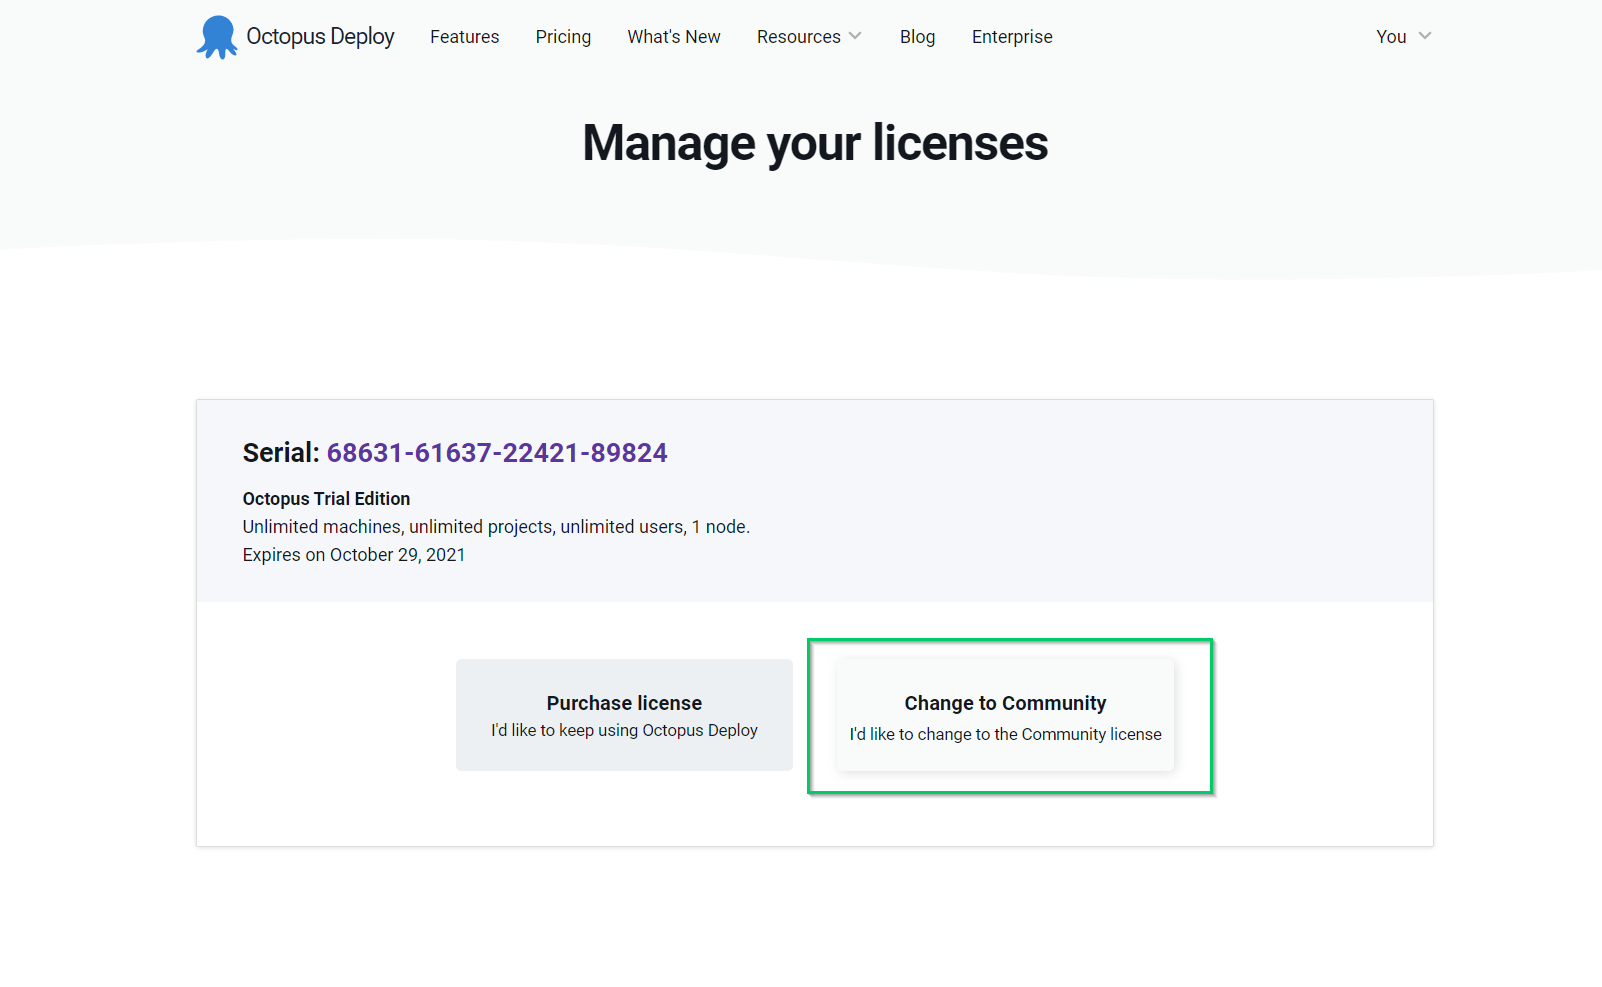 Octopus Deploy Features Pricing What's New Resources Blog Enterprise You
Manage your licenses
Serial: 68631-61637-22421-89824
Octopus Trial Edition
Unlimited machines, unlimited projects, unlimited users, 1 node.
Expires on October 29, 2021
Purchase license
I'd like to keep using Octopus Deploy
Change to Community
I'd like to change to the Community license